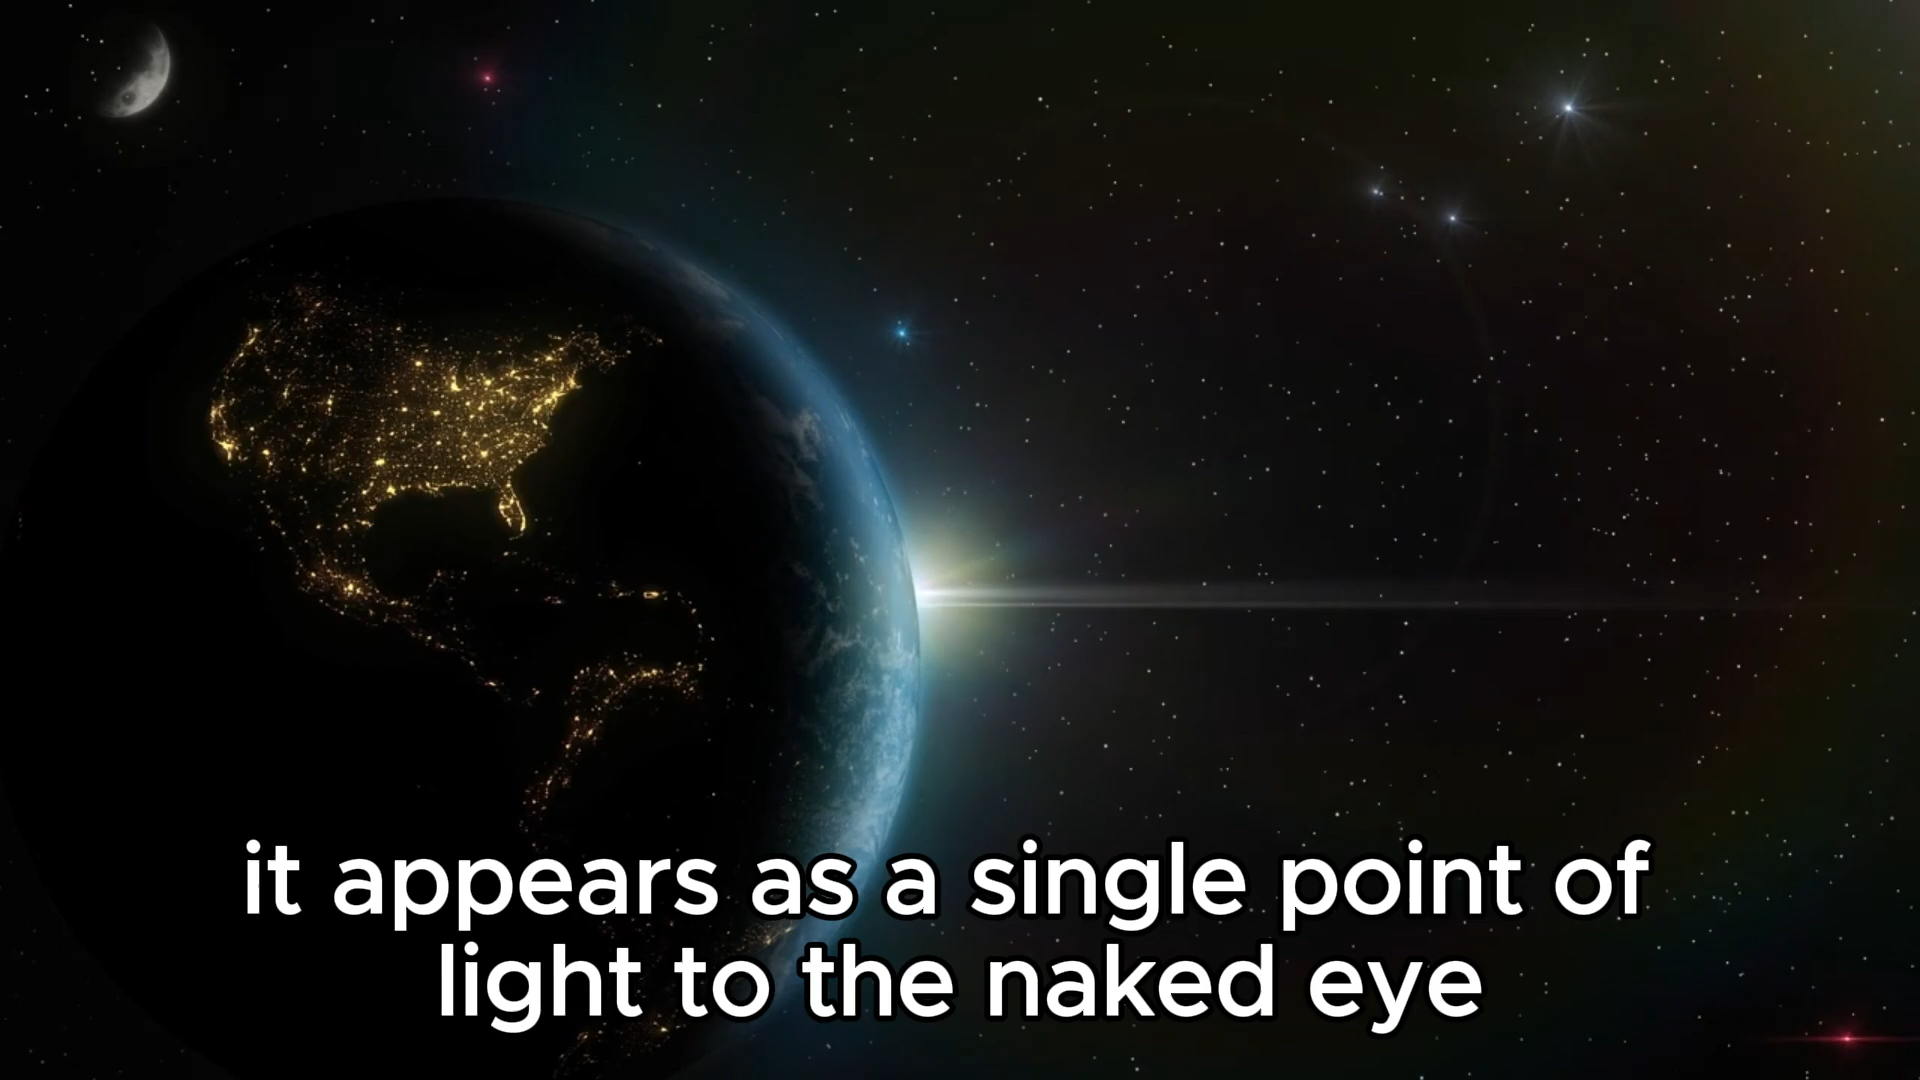 it appears as a single point of
light to the naked eye